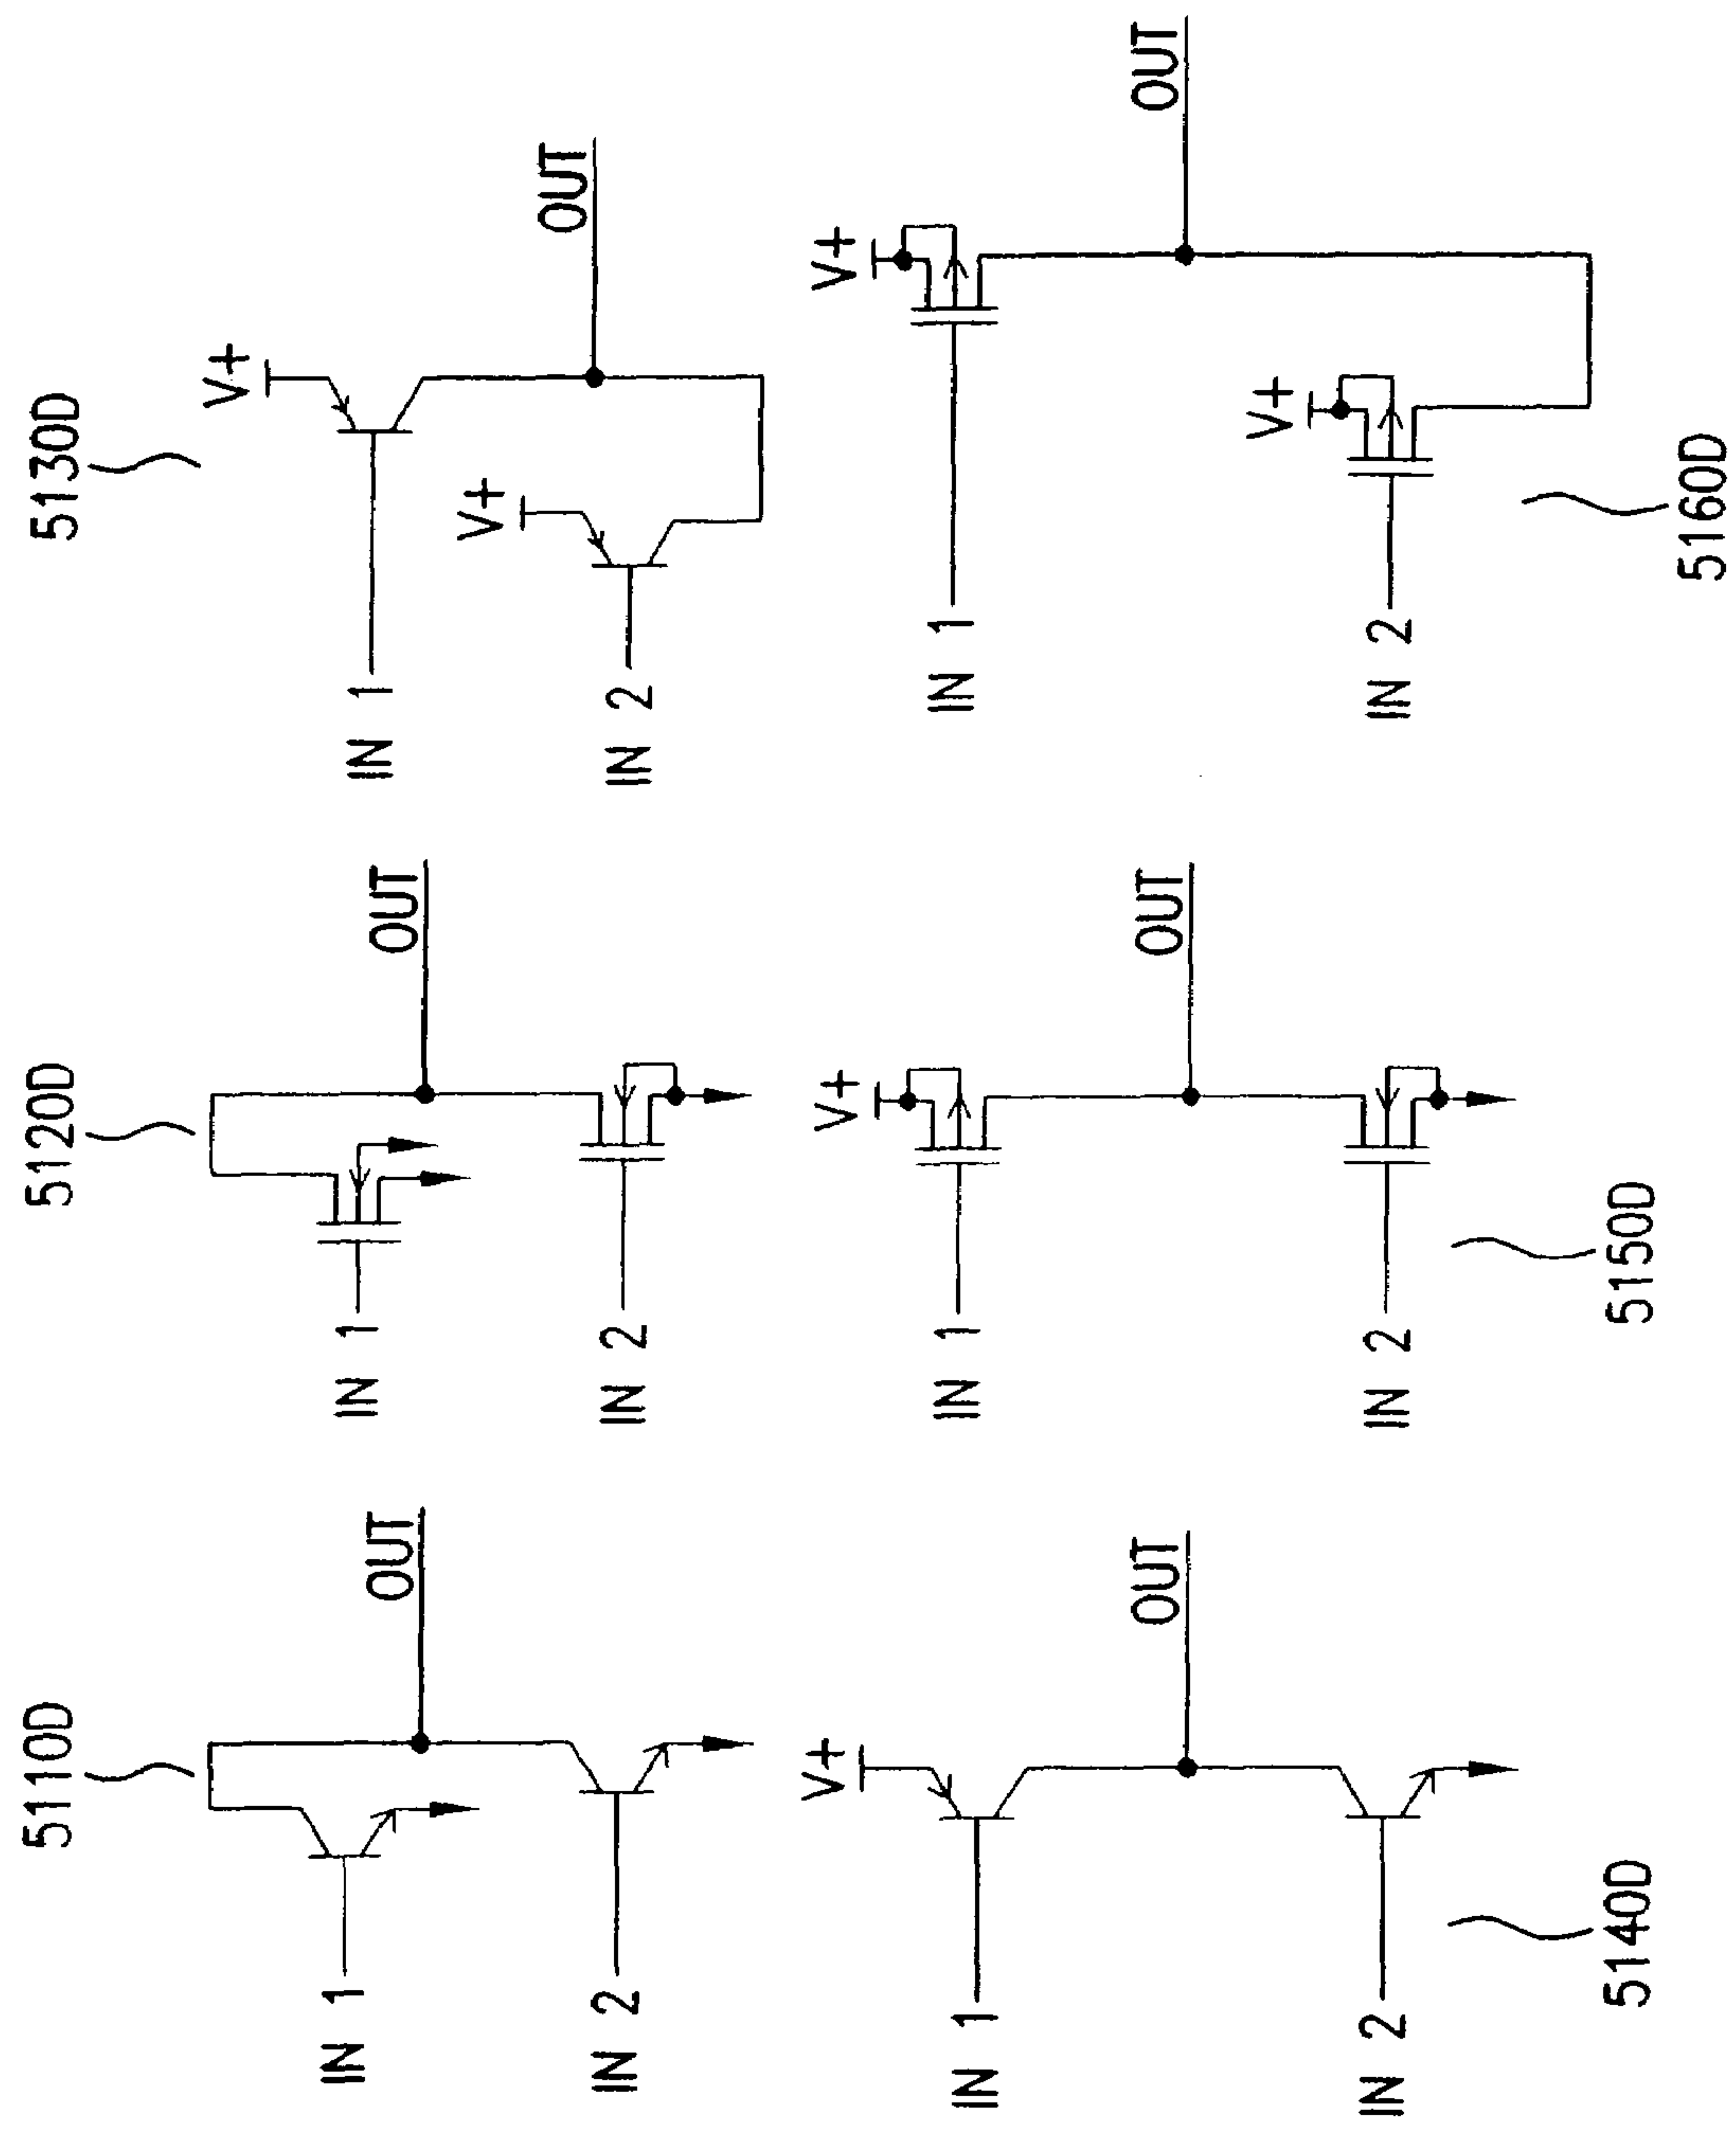 5110D
OUT
IN 1
IN 2
5120D
OUT
IN 1
IN 2
5130D
V+
OUT
V+
IN 1
IN 2
V+
OUT
IN 1
IN 2
5140D
V+
OUT
IN 1
IN 2
5150D
V+
OUT
IN 1
V+
IN 2
5160D